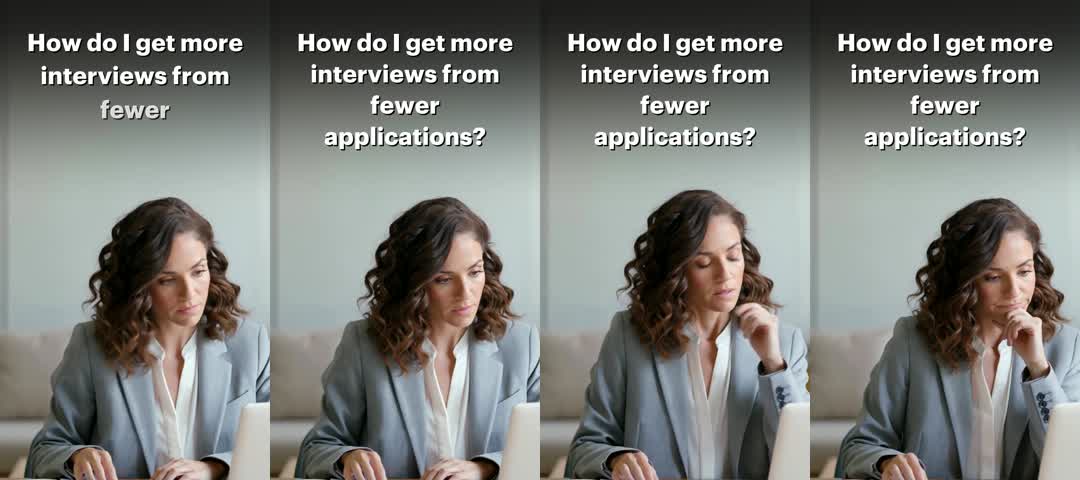 How do I get more
interviews from
fewer
How do I get more
interviews from
fewer
applications?
How do I get more
interviews from
fewer
applications?
How do I get more
interviews from
fewer
applications?